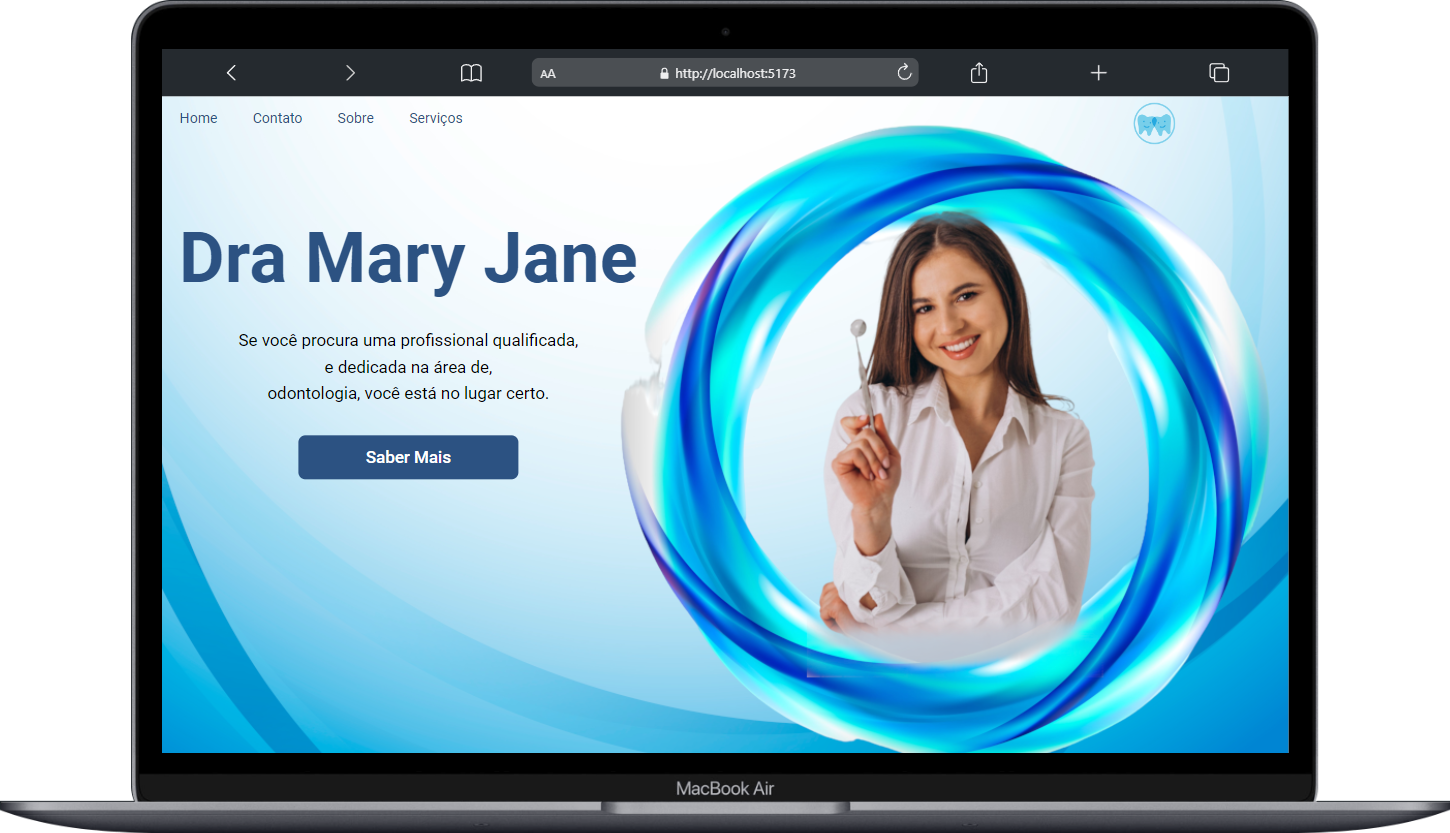 AA
http://localhost:5173
Home Contato Sobre Serviços
Dra Mary Jane
Se você procura uma profissional qualificada,
e dedicada na área de,
odontologia, você está no lugar certo.
Saber Mais
MacBook Air